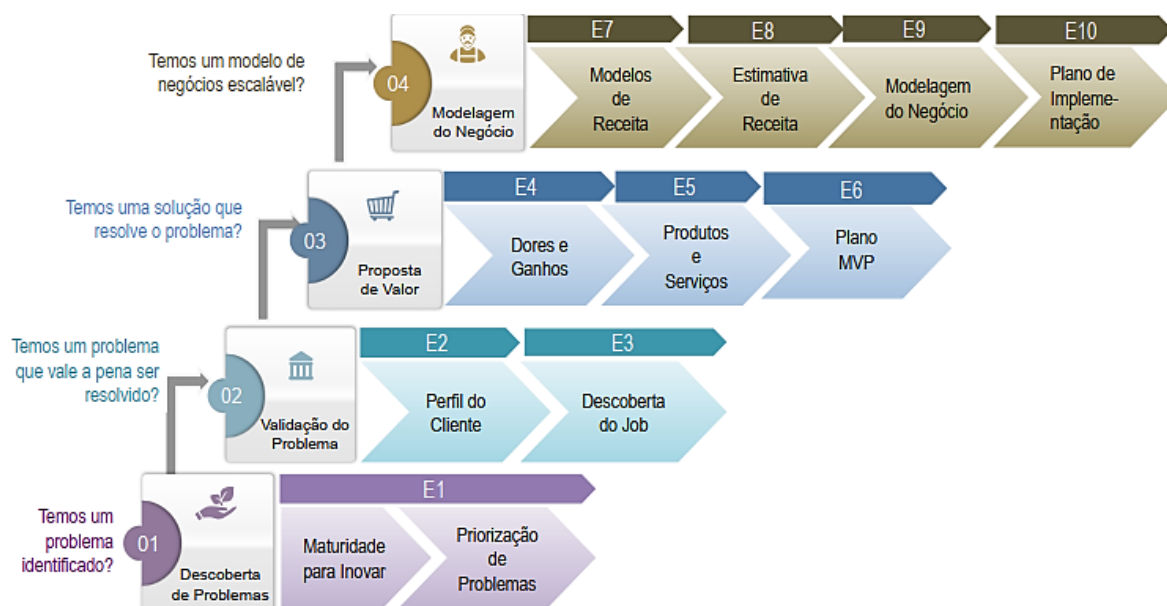 Temos um modelo de
negócios escalável?
04
Modelagem
do Negócio
E7
E8
E9
E10
Modelos
de
Receita
Estimativa
de
Receita
Modelagem
do Negócio
Plano de
Impleme-
ntação
Temos uma solução que
resolve o problema?
03
Proposta
de Valor
E4
E5
E6
Dores e
Ganhos
Produtos
e
Serviços
Plano
MVP
Temos um problema
que vale a pena ser
resolvido?
02
Validação do
Problema
E2
E3
Perfil do
Cliente
Descoberta
do Job
Temos um
problema
identificado?
01
Descoberta
de Problemas
E1
Maturidade
para Inovar
Priorização
de
Problemas